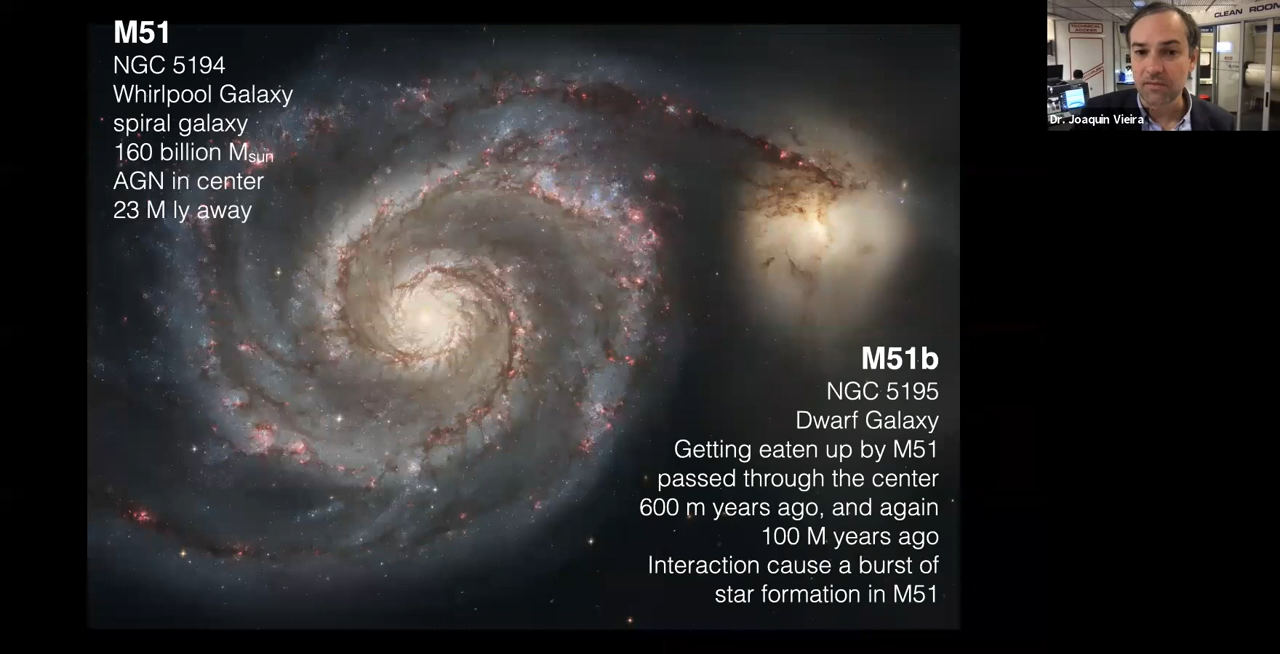 M51
NGC 5194
Whirlpool Galaxy
spiral galaxy
160 billion Msun
AGN in center
23 M ly away
M51b
NGC 5195
Dwarf Galaxy
Getting eaten up by M51
passed through the center
600 m years ago, and again
100 M years ago
Interaction cause a burst of
star formation in M51
CLEAN ROOM
TECHNICAL
ACCESS
Dr. Joaquin Vieira